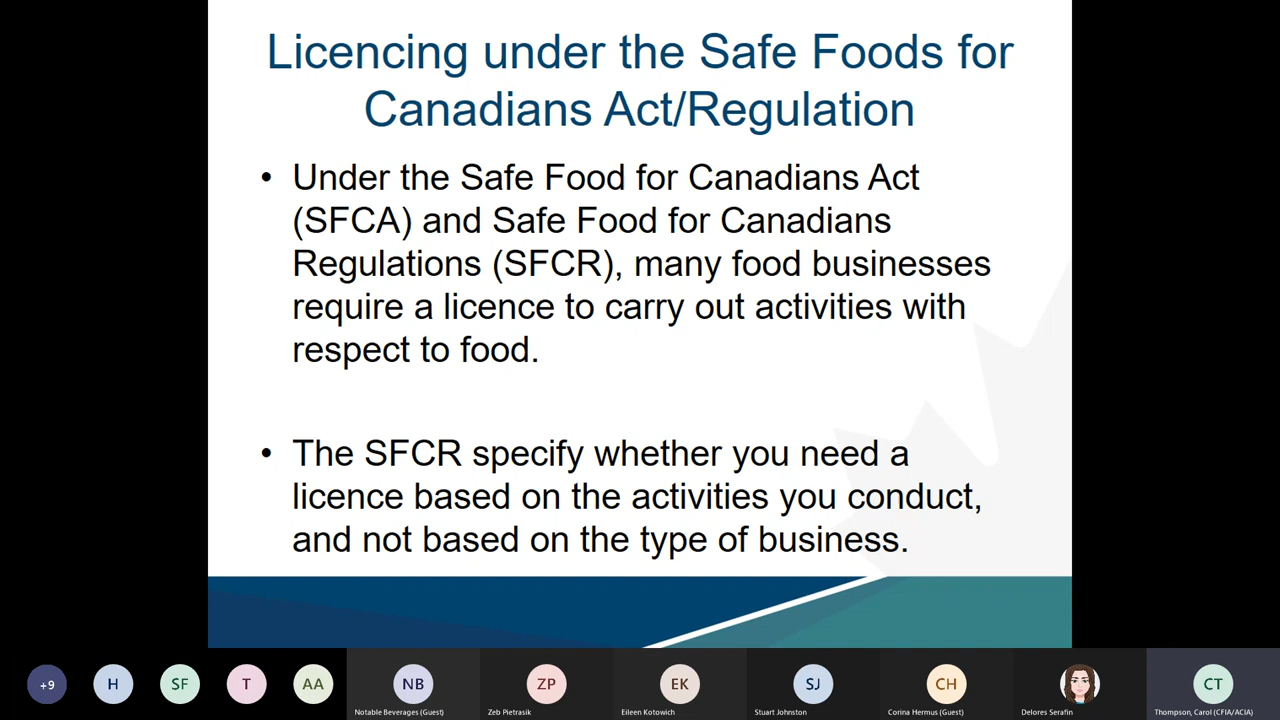 Licencing under the Safe Foods for
Canadians Act/Regulation
• Under the Safe Food for Canadians Act
(SFCA) and Safe Food for Canadians
Regulations (SFCR), many food businesses
require a licence to carry out activities with
respect to food.
• The SFCR specify whether you need a
licence based on the activities you conduct,
and not based on the type of business.
+9
H
SF
T
AA
NB
ZP
EK
SJ
CH
CT
Notable Beverages (Guest)
Zeb Pietrasik
Eileen Kotowich
Stuart Johnston
Corina Hermus (Guest)
Delores Serafin
Thompson, Carol (CFIA/ACIA)